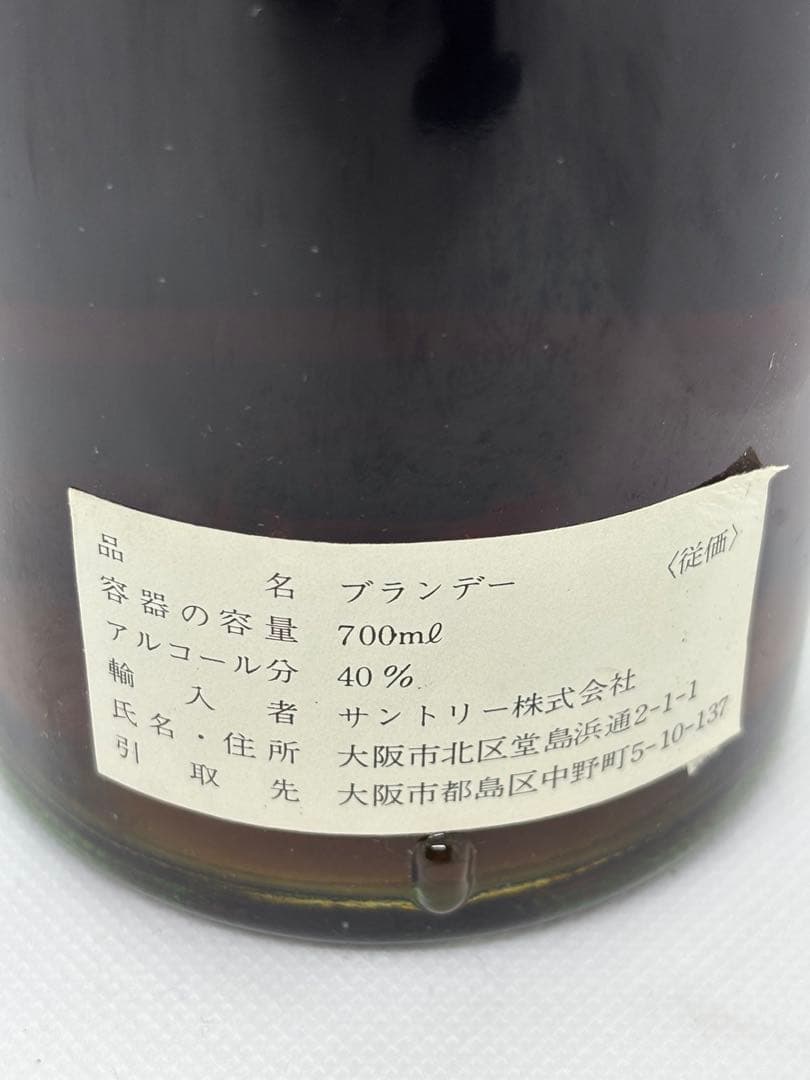 〈従価〉
品名 ブランデー
容器の容量 700mℓ
アルコール分 40%
輸入者 サントリー株式会社
氏名・住所 大阪市北区堂島浜通2-1-1
引取先 大阪市都島区中野町5-10-137